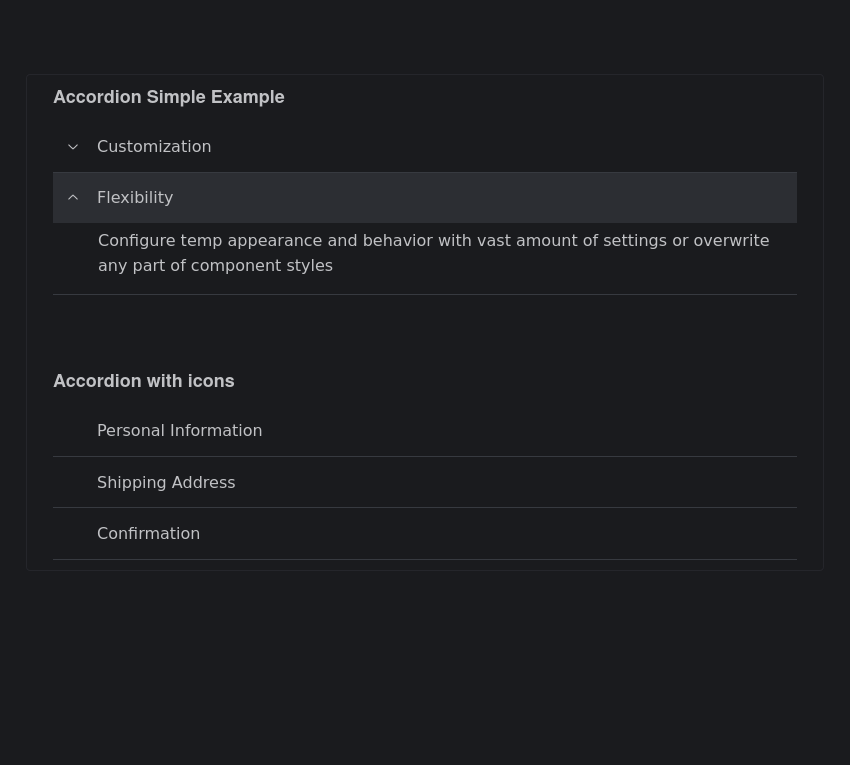 Accordion Simple Example
Customization
Flexibility
Configure temp appearance and behavior with vast amount of settings or overwrite
any part of component styles
Accordion with icons
Personal Information
Shipping Address
Confirmation